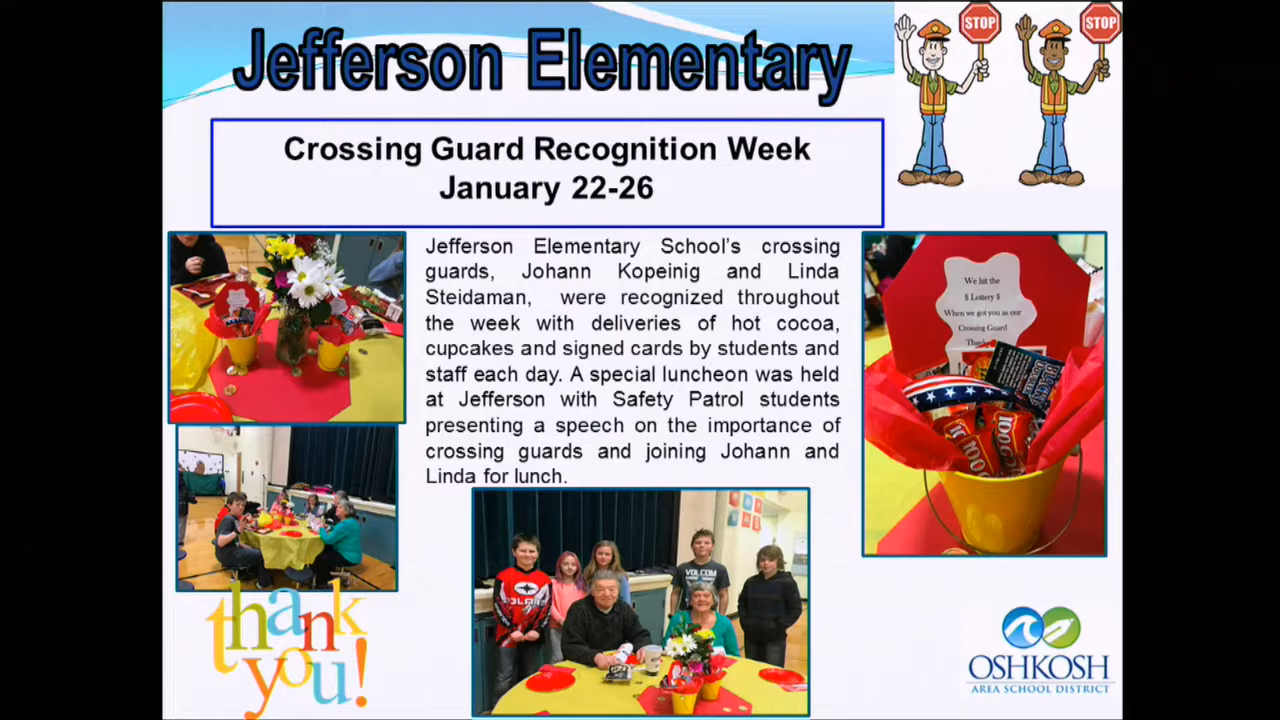 Jefferson Elementary
STOP
STOP
Crossing Guard Recognition Week
January 22-26
Jefferson Elementary School's crossing
guards, Johann Kopeinig and Linda
Steidaman, were recognized throughout
the week with deliveries of hot cocoa,
cupcakes and signed cards by students and
staff each day. A special luncheon was held
at Jefferson with Safety Patrol students
presenting a speech on the importance of
crossing guards and joining Johann and
Linda for lunch.
We hit the
$ Lottery $
When we got you as our
Crossing Guard
100 G
VOLCOM
thank
you!
OSHKOSH
AREA SCHOOL DISTRICT